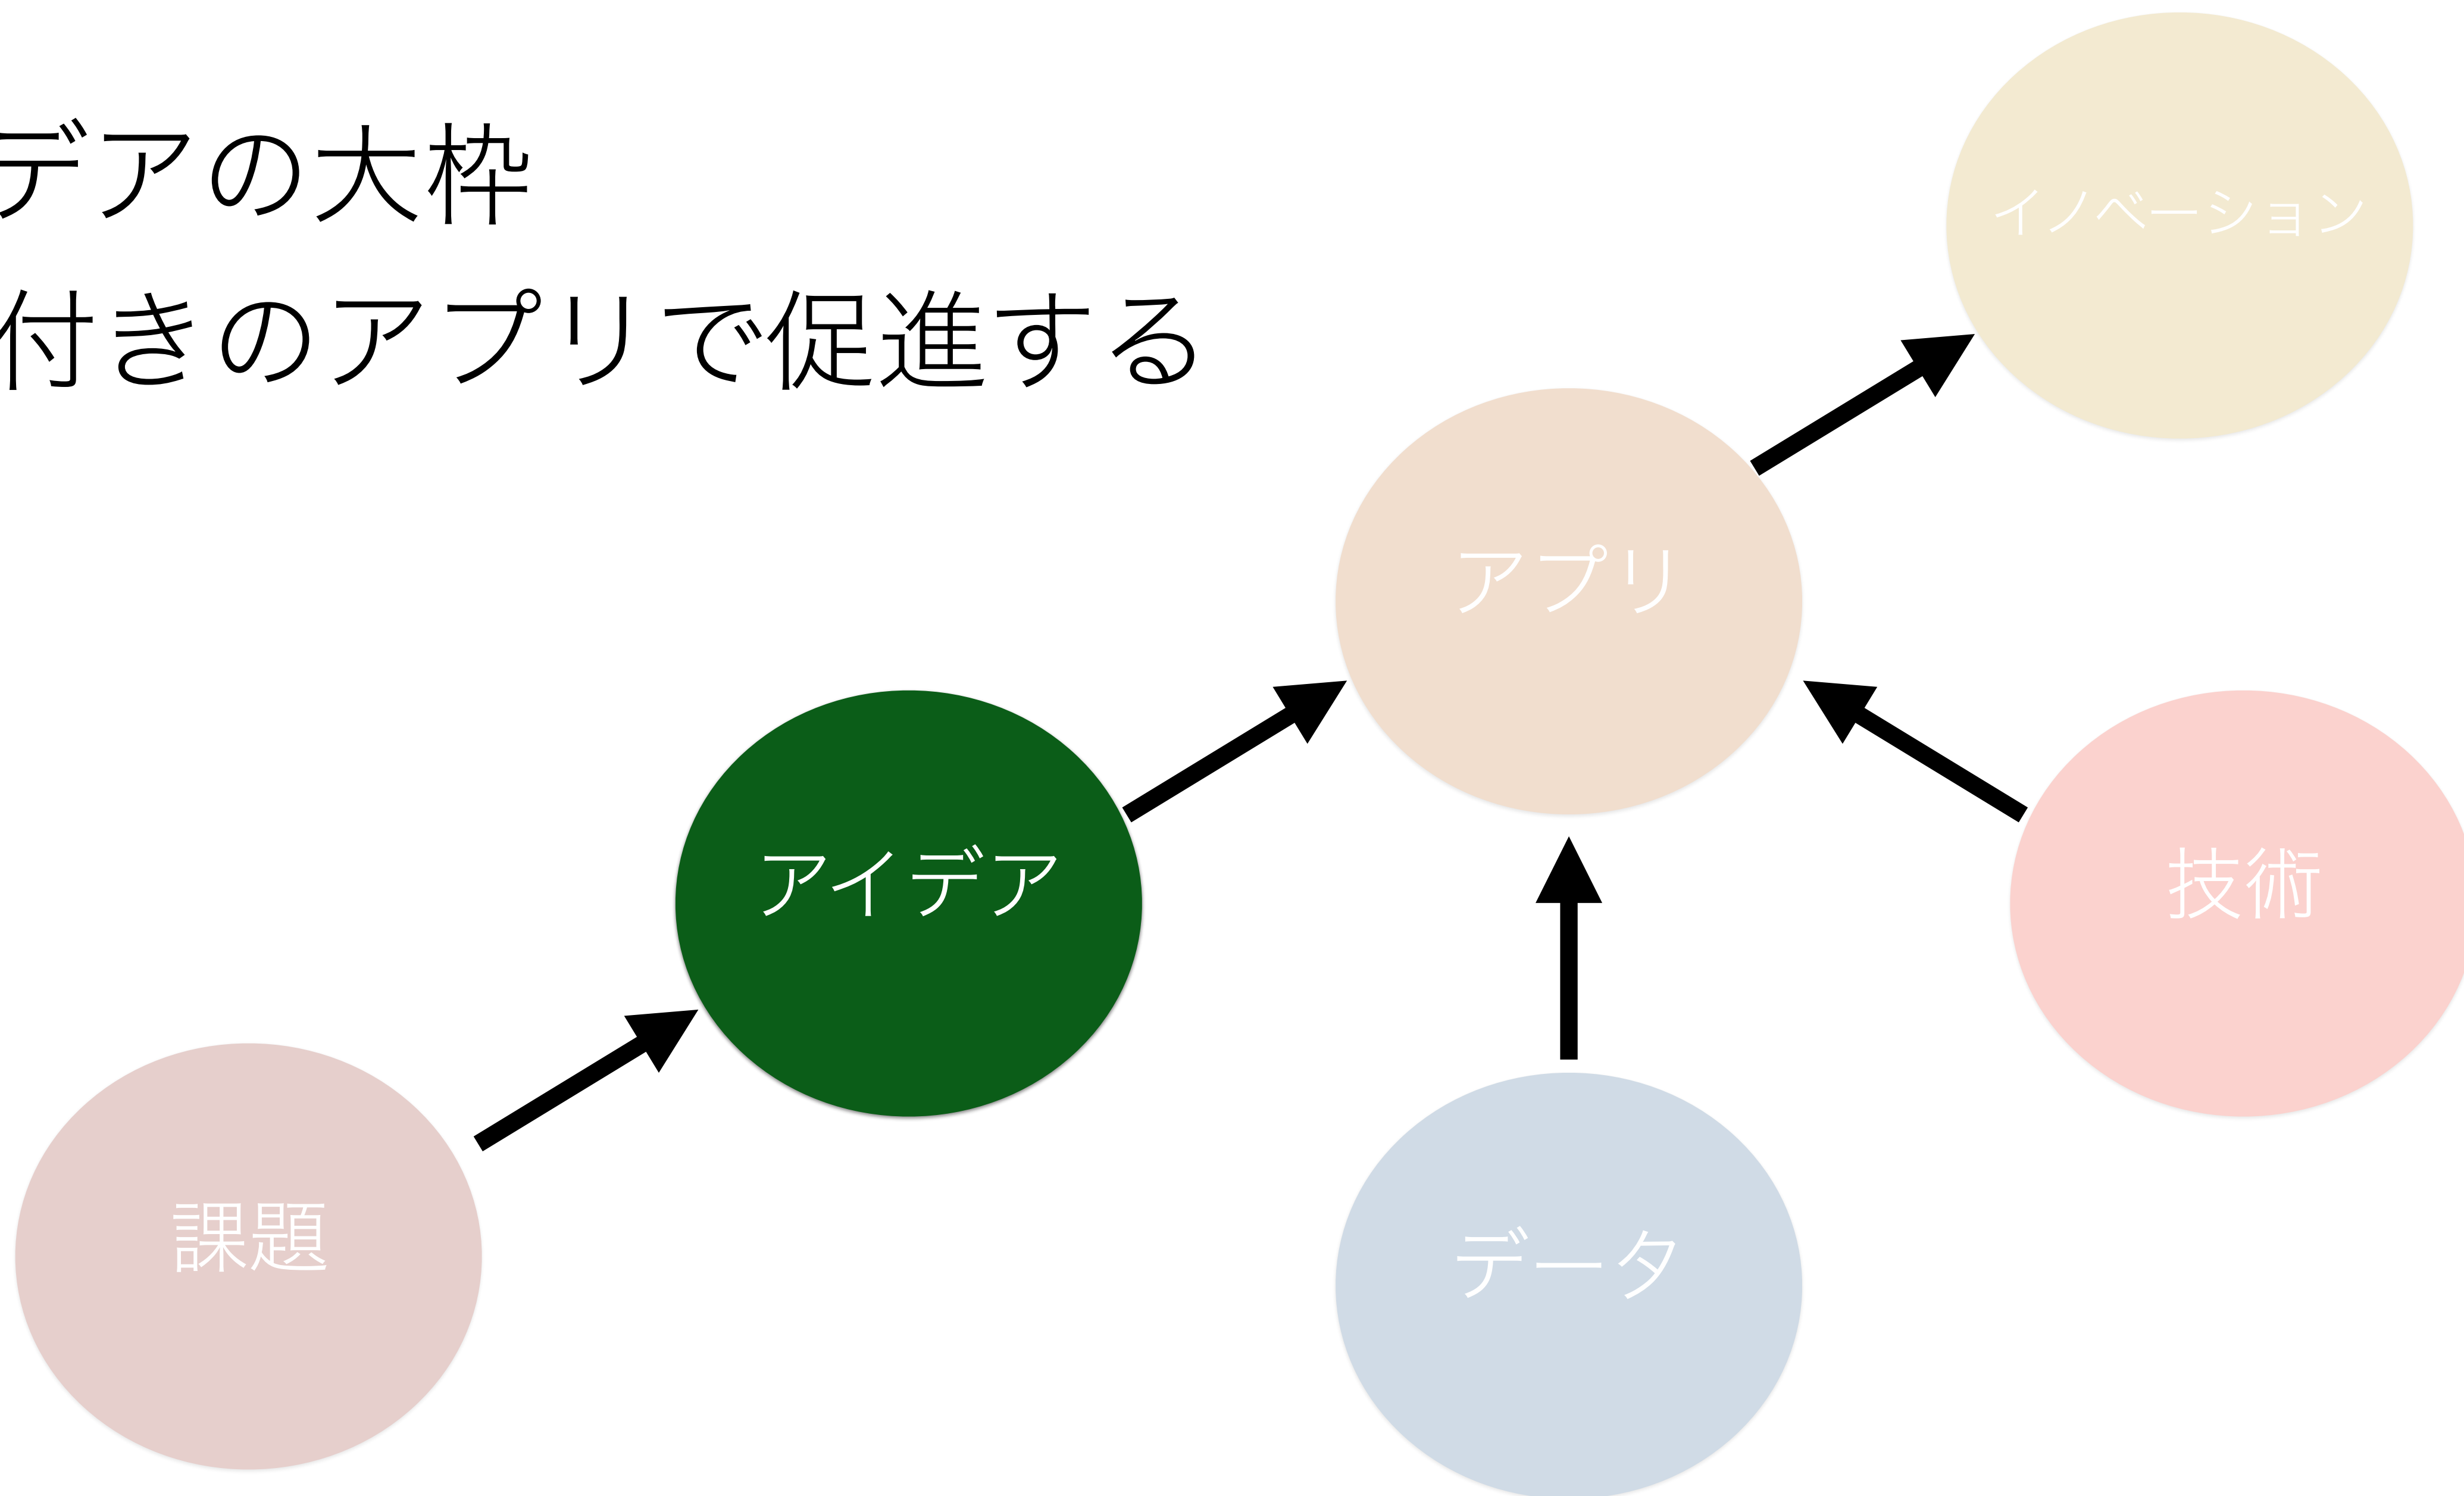 デアの大枠
付きのアプリで促進する
イノベーション
アプリ
アイデア
技術
課題
データ